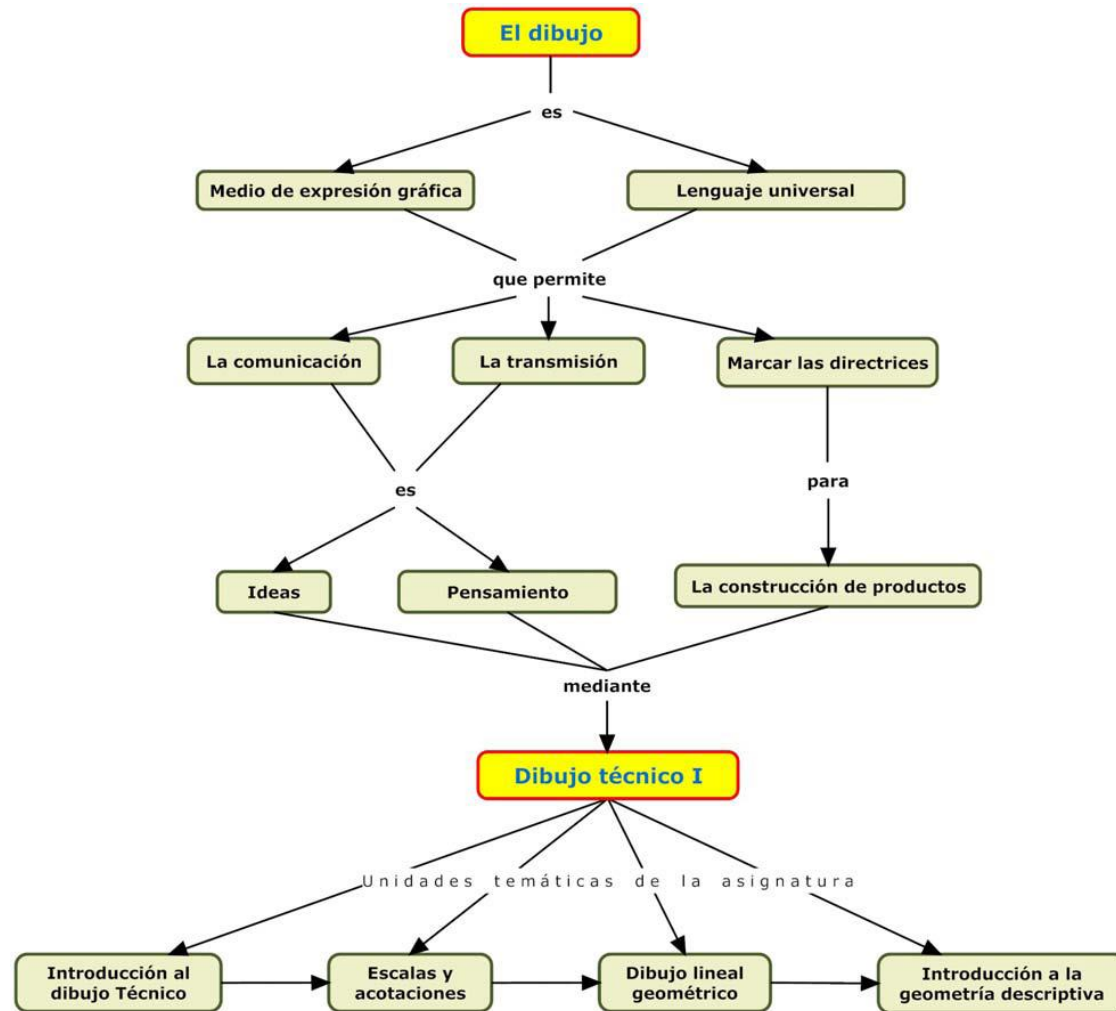 El dibujo
es
Medio de expresión gráfica
Lenguaje universal
que permite
La comunicación
La transmisión
Marcar las directrices
es
para
Ideas
Pensamiento
La construcción de productos
mediante
Dibujo técnico I
Unidades temáticas de la asignatura
Introducción al
dibujo Técnico
Escalas y
acotaciones
Dibujo lineal
geométrico
Introducción a la
geometría descriptiva